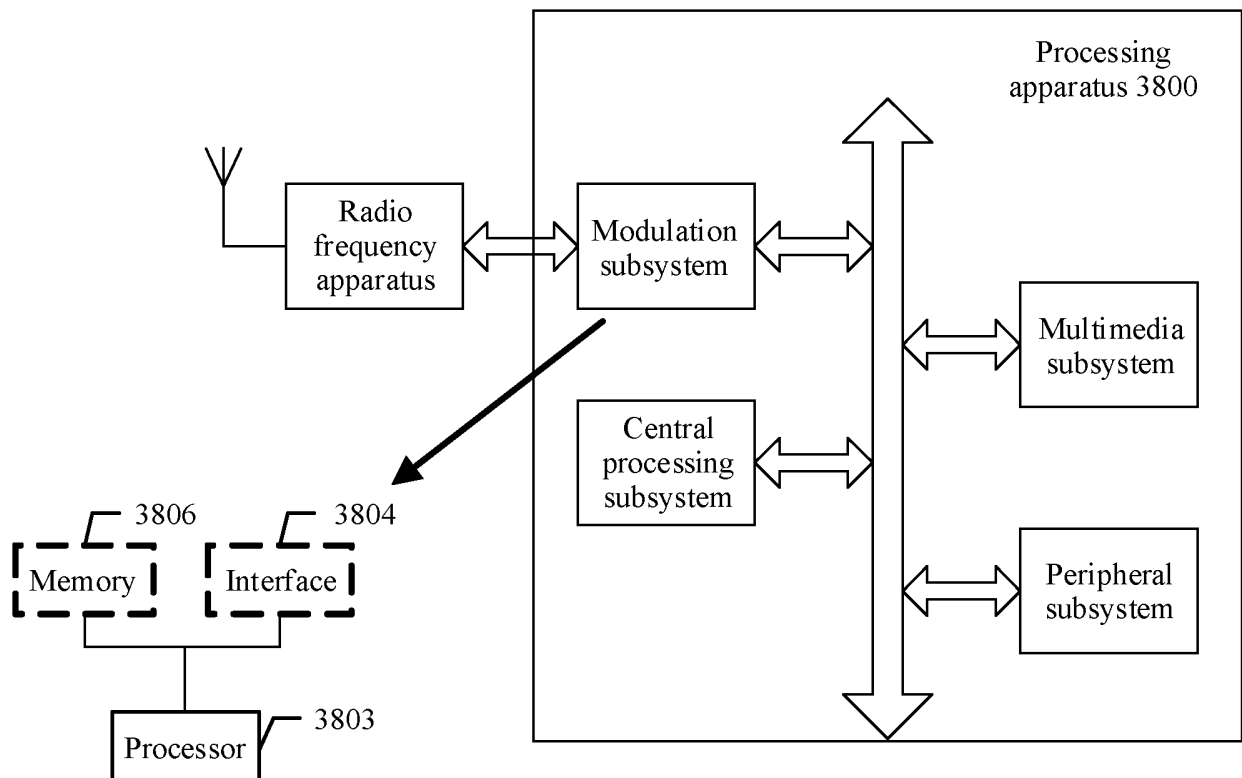 Processing
apparatus 3800
Radio
frequency
apparatus
Modulation
subsystem
Multimedia
subsystem
Central
processing
subsystem
3806
3804
Memory
Interface
Peripheral
subsystem
3803
Processor